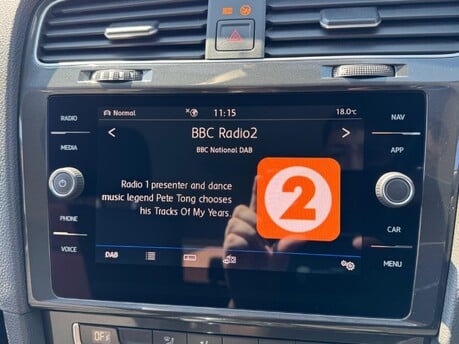 Normal 11:15 18.0°C
RADIO
NAV
BBC Radio2
MEDIA
BBC National DAB
APP
Radio 1 presenter and dance
music legend Pete Tong chooses
his Tracks Of My Years.
2
PHONE
CAR
VOICE
DAB
MENU
OFF